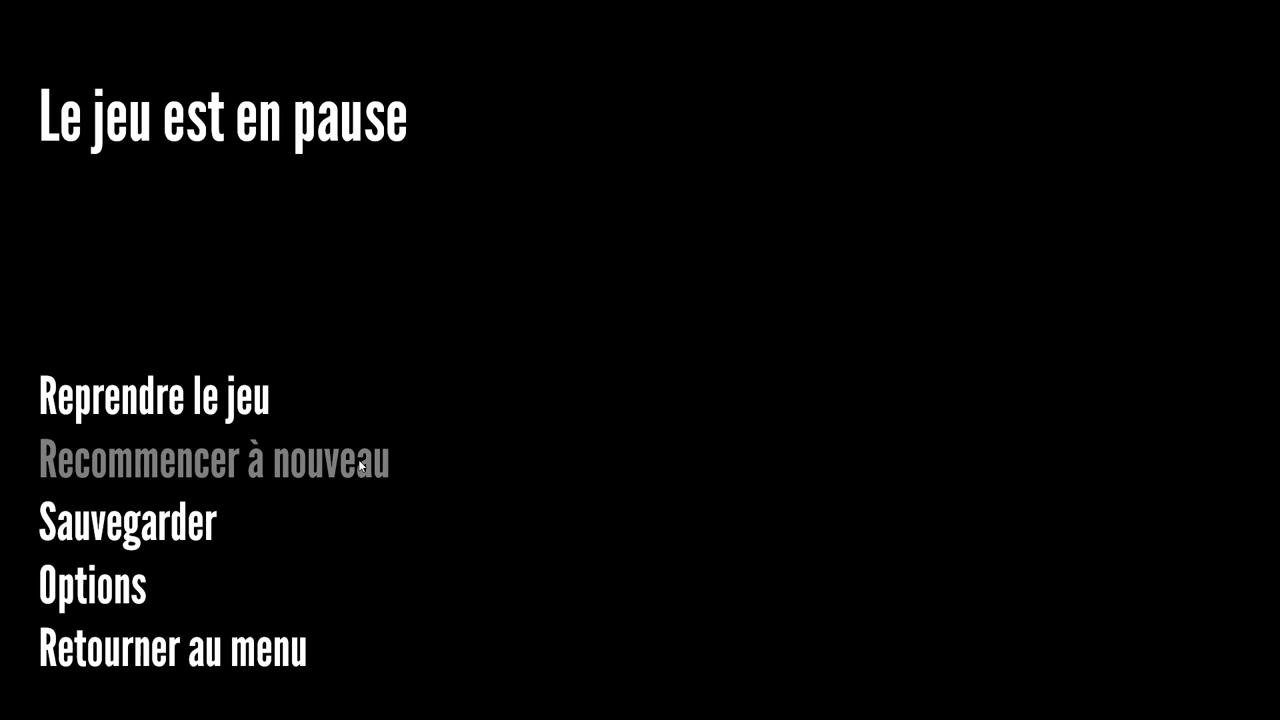 Le jeu est en pause
Reprendre le jeu
Recommencer à nouveau
Sauvegarder
Options
Retourner au menu